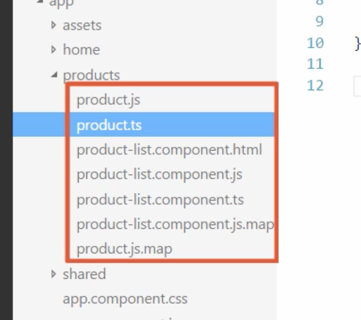 app
8
assets
9
home
10 }
products
11
product.js
12
product.ts
product-list.component.html
product-list.component.js
product-list.component.ts
product-list.component.js.map
product.js.map
shared
app.component.css